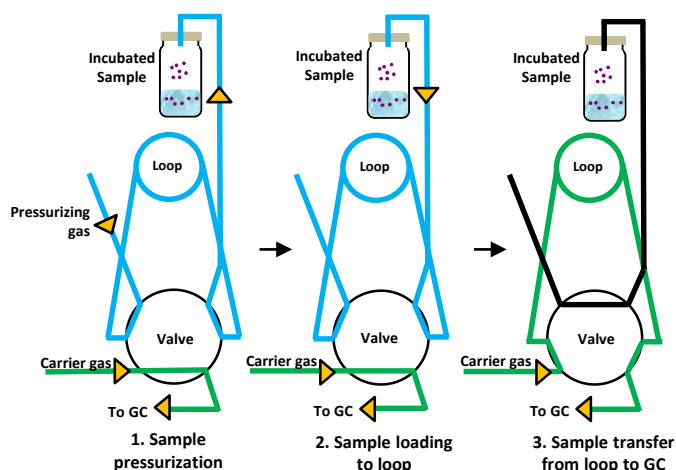 Incubated
Sample
Loop
Pressurizing
gas
Valve
Carrier gas
To GC
1. Sample
pressurization
Incubated
Sample
Loop
Valve
Carrier gas
To GC
2. Sample loading
to loop
Incubated
Sample
Loop
Valve
Carrier gas
To GC
3. Sample transfer
from loop to GC